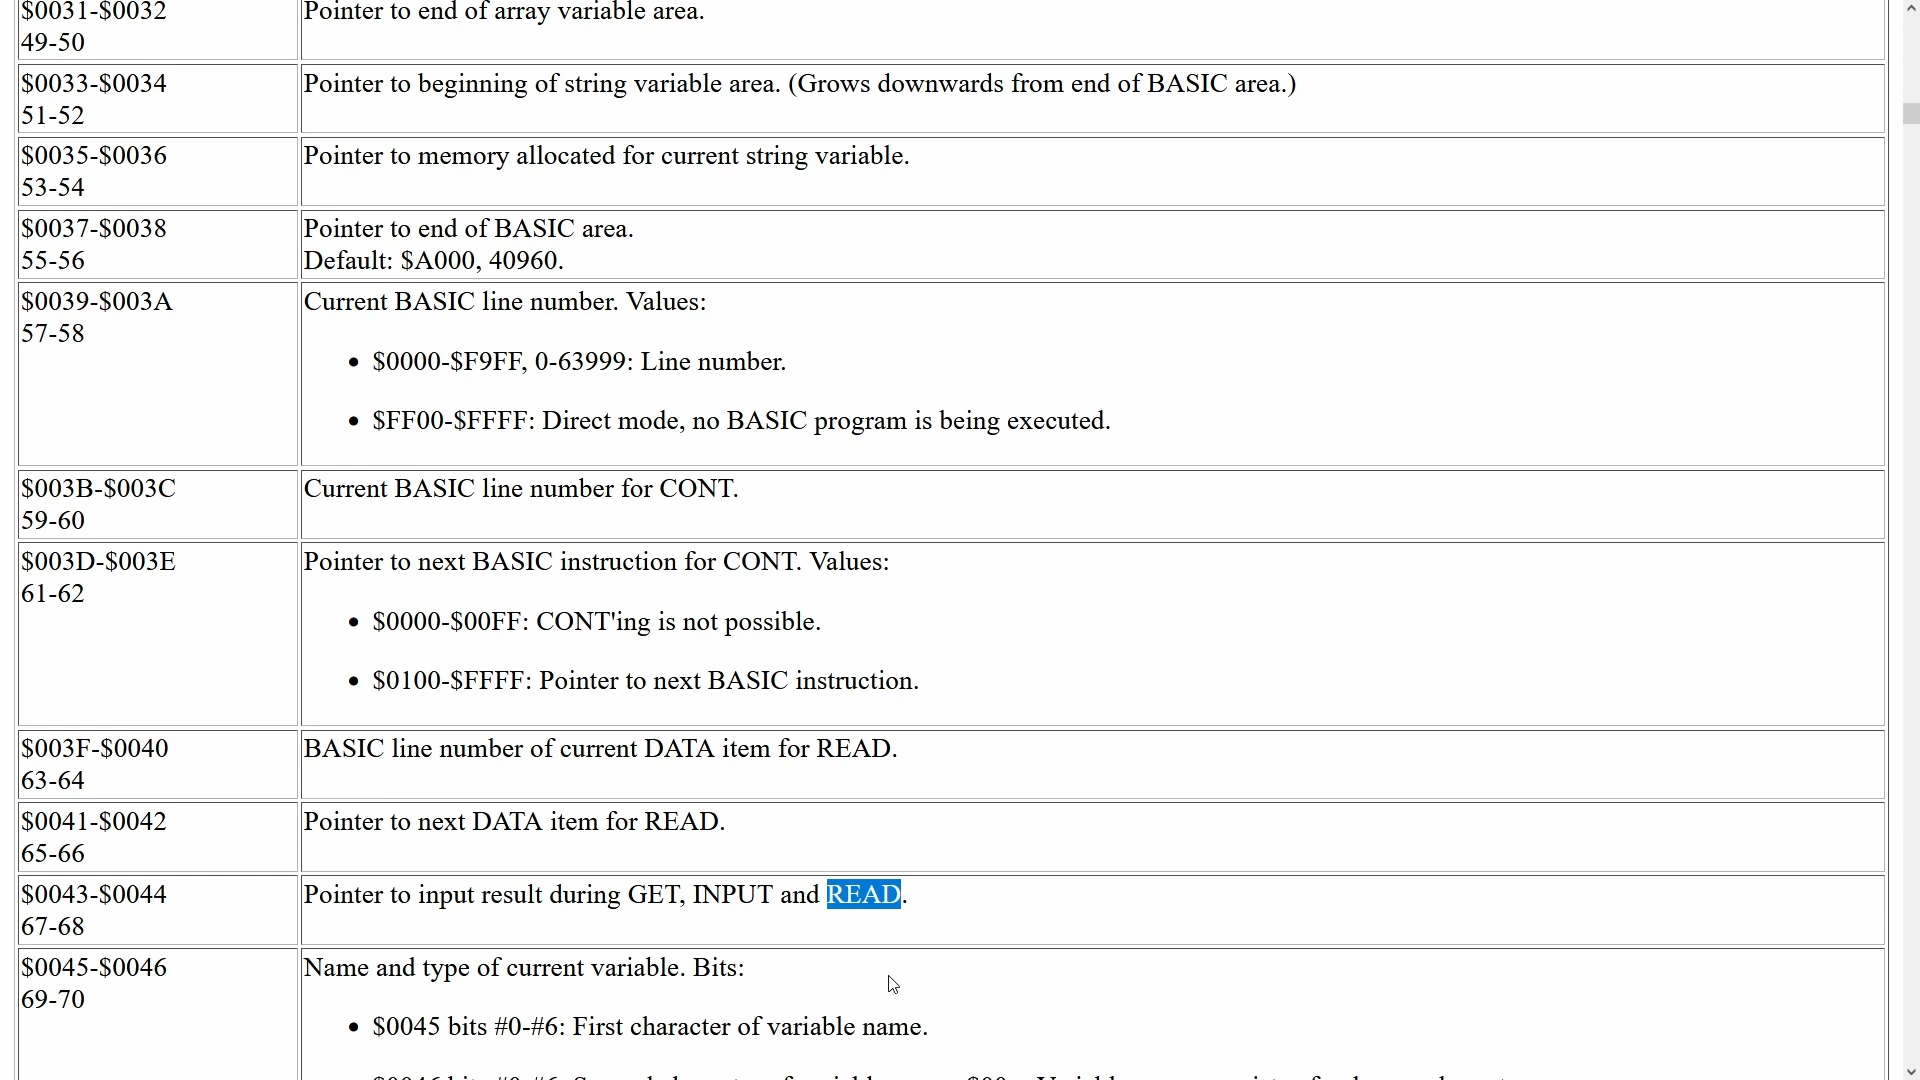 $0031-$0032
49-50
Pointer to end of array variable area.
$0033-$0034
51-52
Pointer to beginning of string variable area. (Grows downwards from end of BASIC area.)
$0035-$0036
53-54
Pointer to memory allocated for current string variable.
$0037-$0038
55-56
Pointer to end of BASIC area.
Default: $A000, 40960.
$0039-$003A
57-58
Current BASIC line number. Values:
• $0000-$F9FF, 0-63999: Line number.
• $FF00-$FFFF: Direct mode, no BASIC program is being executed.
$003B-$003C
59-60
Current BASIC line number for CONT.
$003D-$003E
61-62
Pointer to next BASIC instruction for CONT. Values:
• $0000-$00FF: CONT'ing is not possible.
• $0100-$FFFF: Pointer to next BASIC instruction.
$003F-$0040
63-64
BASIC line number of current DATA item for READ.
$0041-$0042
65-66
Pointer to next DATA item for READ.
$0043-$0044
67-68
Pointer to input result during GET, INPUT and READ.
$0045-$0046
69-70
Name and type of current variable. Bits:
• $0045 bits #0-#6: First character of variable name.